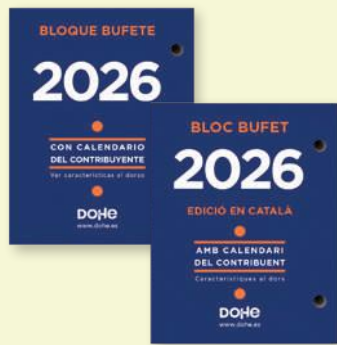 BLOQUE BUFETE
2026
CON CALENDARIO
DEL CONTRIBUYENTE
Ver características al dorso
DOHE
www.dohe.es
BLOC BUFET
2026
EDICIÓ EN CATALÀ
AMB CALENDARI
DEL CONTRIBUENT
Característiques al dors
DOHE
www.dohe.es